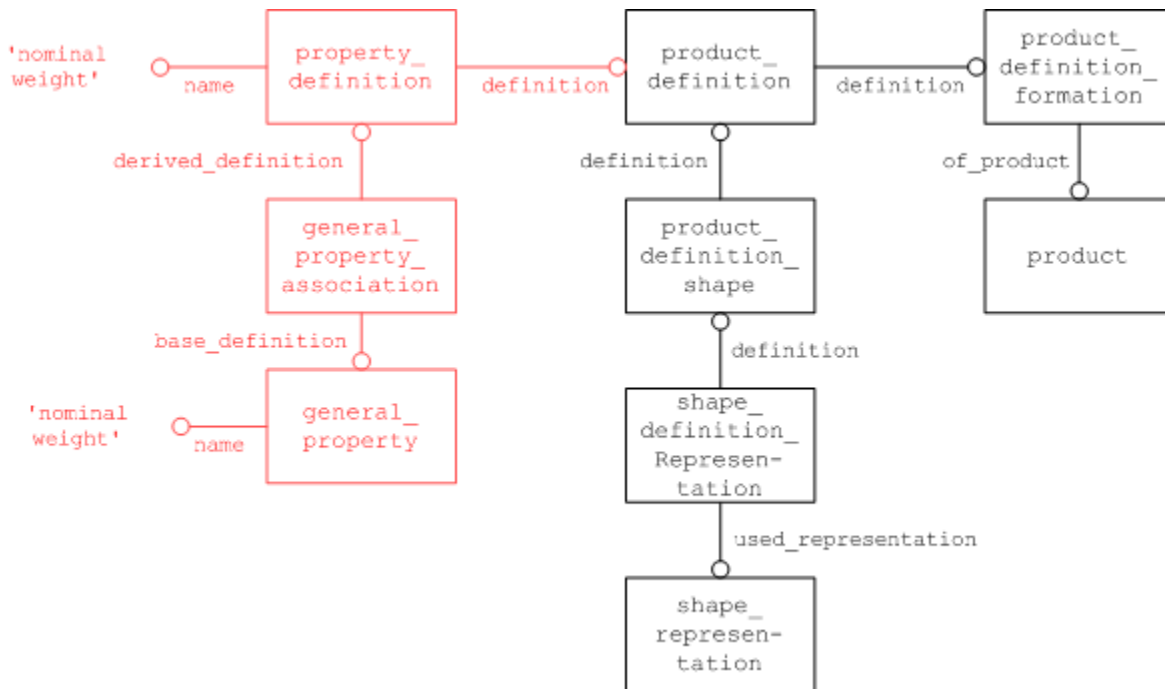 'nominal
weight'
name
property_
definition
definition
product_
definition
definition
product_
definition_
formation
derived_definition
definition
of_product
general_
property_
association
product_
definition_
shape
product
base_definition
definition
'nominal
weight'
name
general_
property
shape_
definition_
Represen-
tation
used_representation
shape_
represen-
tation